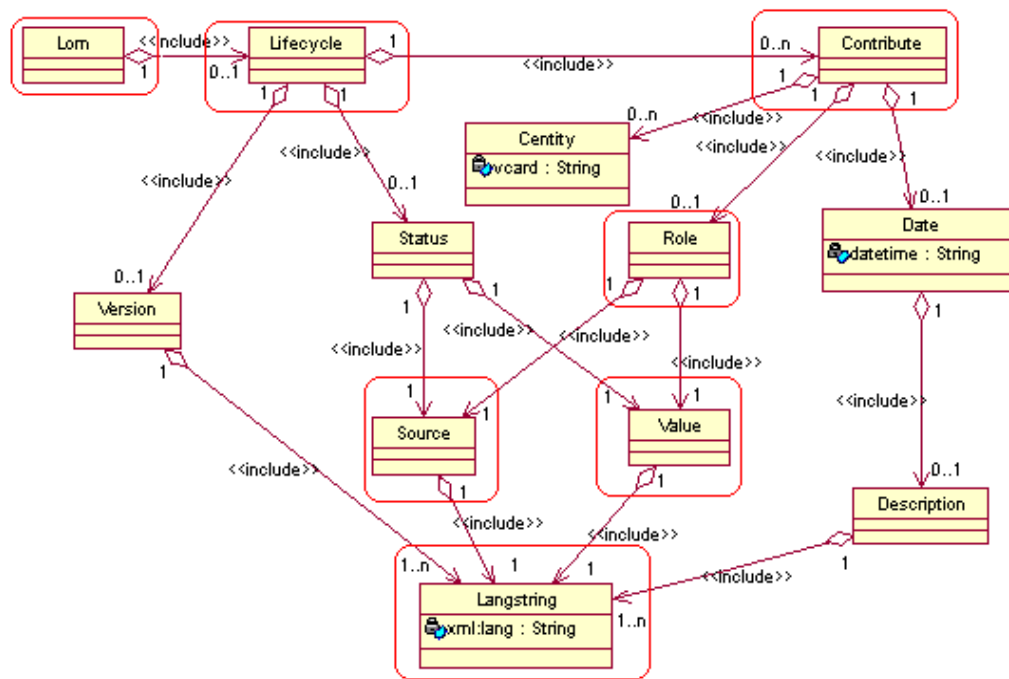 Lom
<<include>>
Lifecycle
1
Contribute
1
0..1
0..n
<<include>>
1
1
1
1
1
<<include>>
0..n
Centity
vcard : String
<<include>>
<<include>>
<<include>>
<<include>>
0..1
0..1
0..1
Status
Role
Date
datetime : String
0..1
Version
1
1
1
1
1
<<include>>
<<include>>
<<include>>
<<include>>
1
1
1
1
1
<<include>>
Source
Value
<<include>>
1
1
0..1
Description
<<include>>
<<include>>
1
1..n
1
1
<<include>>
Langstring
xml:lang : String
1..n